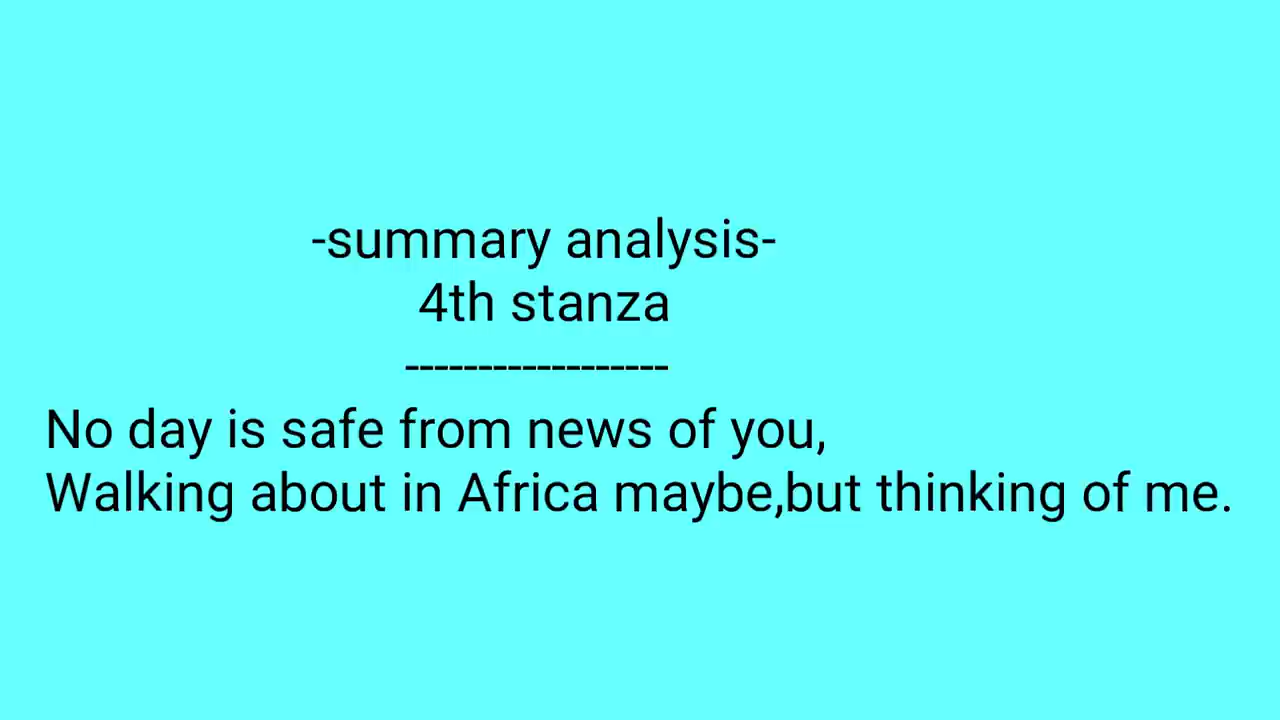 -summary analysis-
4th stanza
------------------
No day is safe from news of you,
Walking about in Africa maybe,but thinking of me.